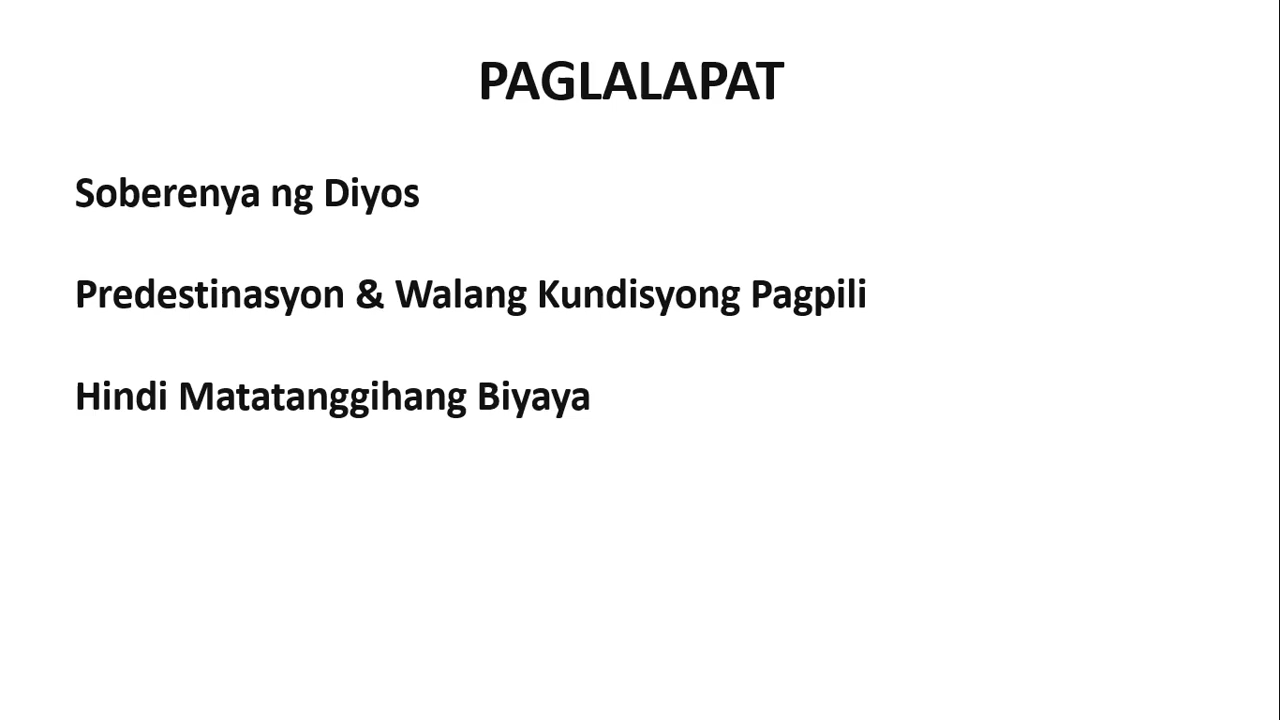 PAGLALAPAT
Soberenya ng Diyos
Predestinasyon & Walang Kundisyong Pagpili
Hindi Matatanggihang Biyaya